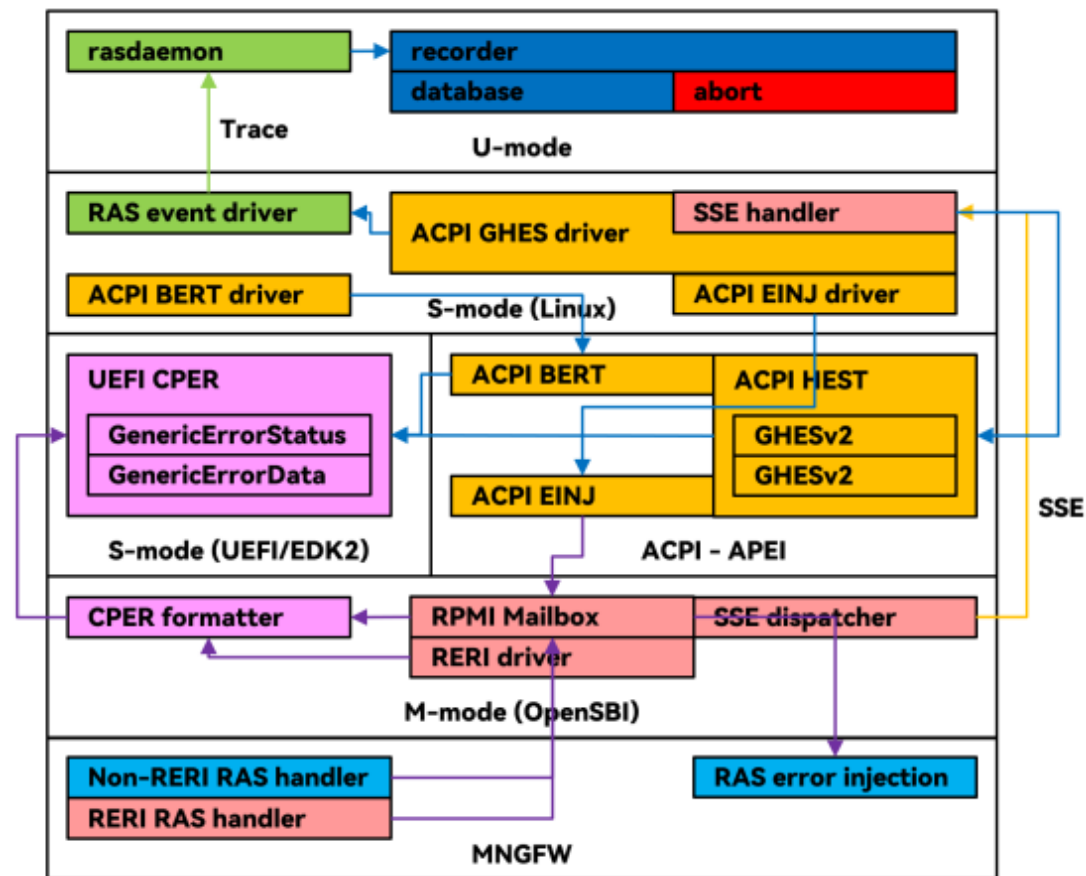 rasdaemon
recorder
database
abort
Trace
U-mode
RAS event driver
SSE handler
ACPI GHES driver
ACPI BERT driver
ACPI EINJ driver
S-mode (Linux)
UEFI CPER
GenericErrorStatus
GenericErrorData
S-mode (UEFI/EDK2)
ACPI BERT
ACPI HEST
GHESv2
GHESv2
ACPI EINJ
ACPI - APEI
SSE
CPER formatter
RPMI Mailbox
SSE dispatcher
RERI driver
M-mode (OpenSBI)
Non-RERI RAS handler
RERI RAS handler
RAS error injection
MNGFW